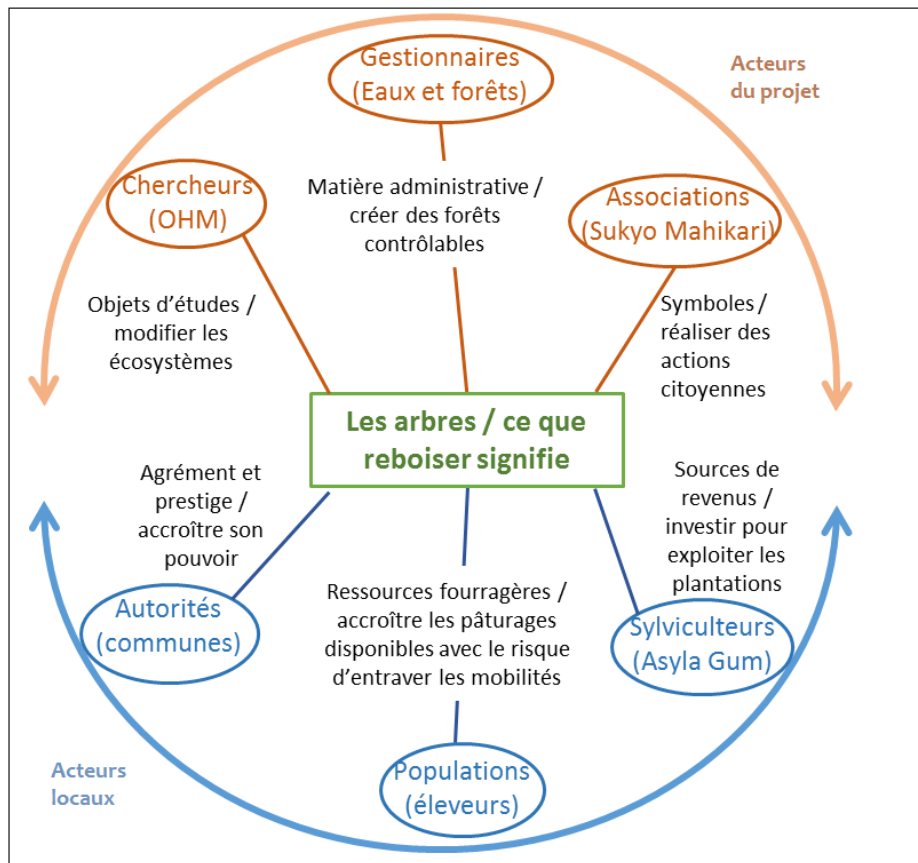 Gestionnaires
(Eaux et forêts)
Acteurs
du projet
Chercheurs
(OHM)
Matière administrative /
créer des forêts
contrôlables
Associations
(Sukyo Mahikari)
Objets d’études /
modifier les
écosystèmes
Symboles /
réaliser des
actions
citoyennes
Les arbres / ce que
reboiser signifie
Agrément et
prestige /
accroître son
pouvoir
Sources de
revenus /
investir pour
exploiter les
plantations
Autorités
(communes)
Ressources fourragères /
accroître les pâturages
disponibles avec le risque
d’entraver les mobilités
Sylviculteurs
(Asyla Gum)
Acteurs
locaux
Populations
(éleveurs)